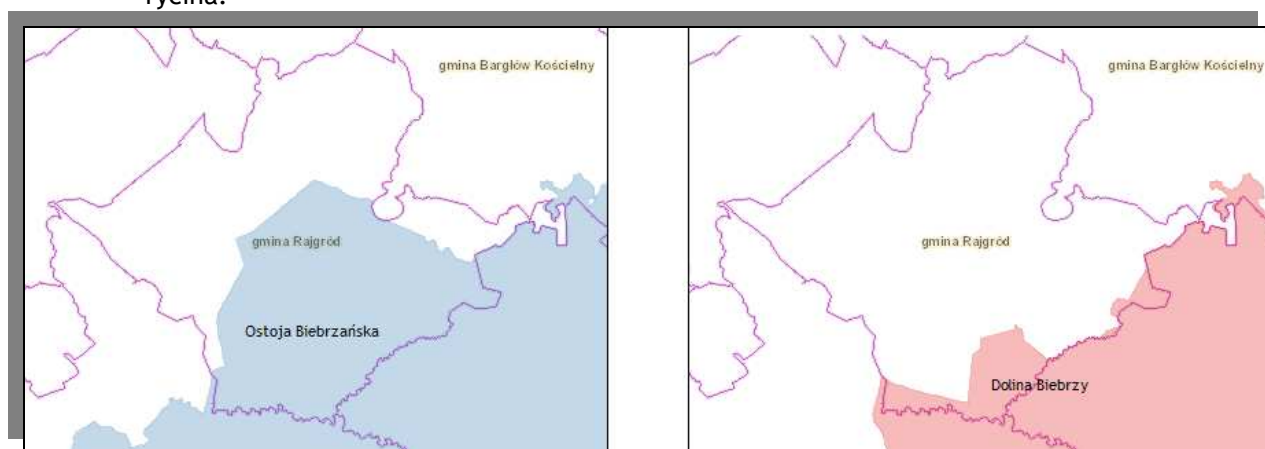 rycina:
gmina Bargłów Kościelny
gmina Rajgród
Ostoja Biebrzańska
gmina Bargłów Kościelny
gmina Rajgród
Dolina Biebrzy